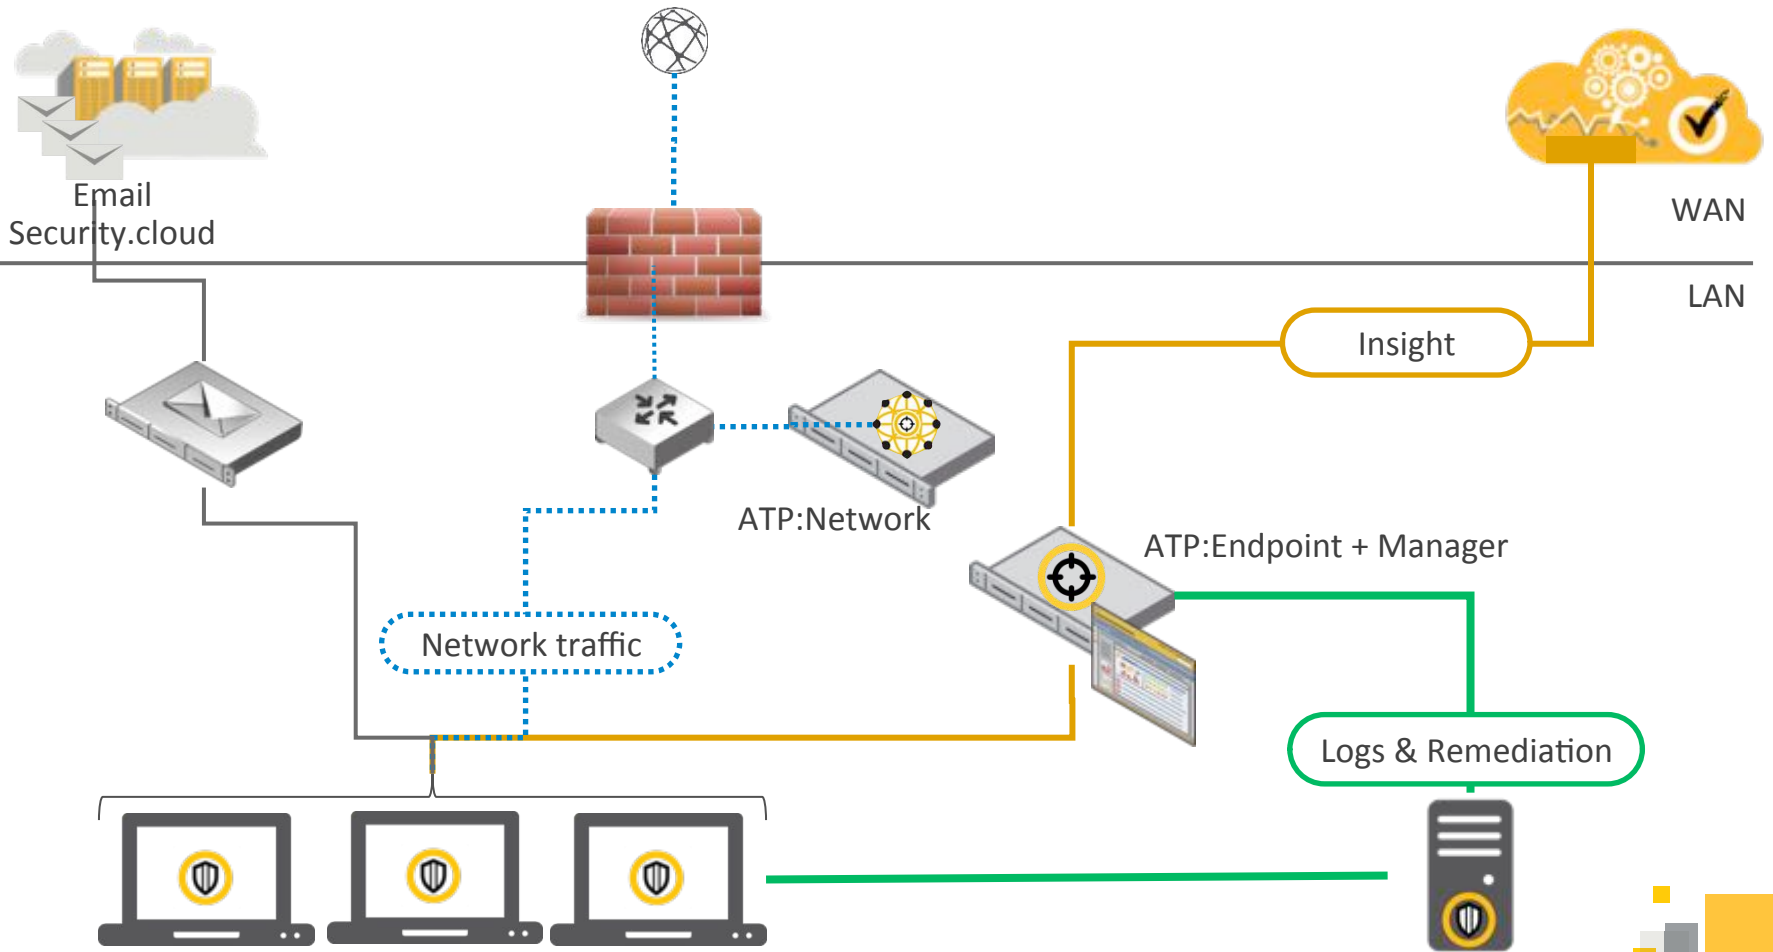 Email
Security.cloud
WAN
LAN
Insight
ATP:Network
ATP:Endpoint + Manager
Network traffic
Logs & Remediation